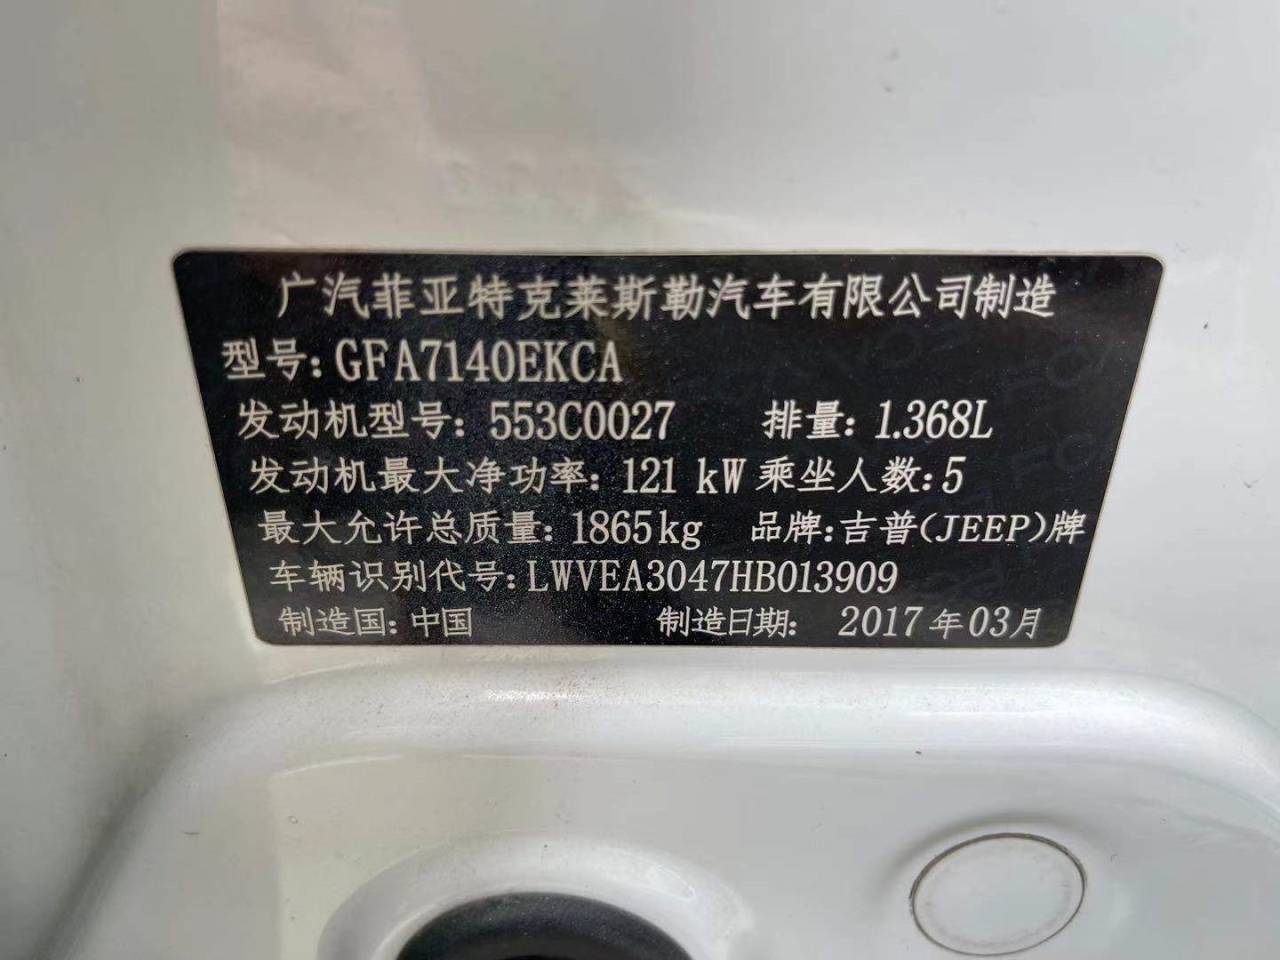 广汽菲亚特克莱斯勒汽车有限公司制造
型号:GFA7140EKCA
发动机型号: 553C0027 排量: 1.368L
发动机最大净功率: 121 kW 乘坐人数:5
最大允许总质量: 1865kg 品牌:吉普(JEEP)牌
车辆识别代号:LWVEA3047HB013909
制造国:中国 制造日期: 2017年03月